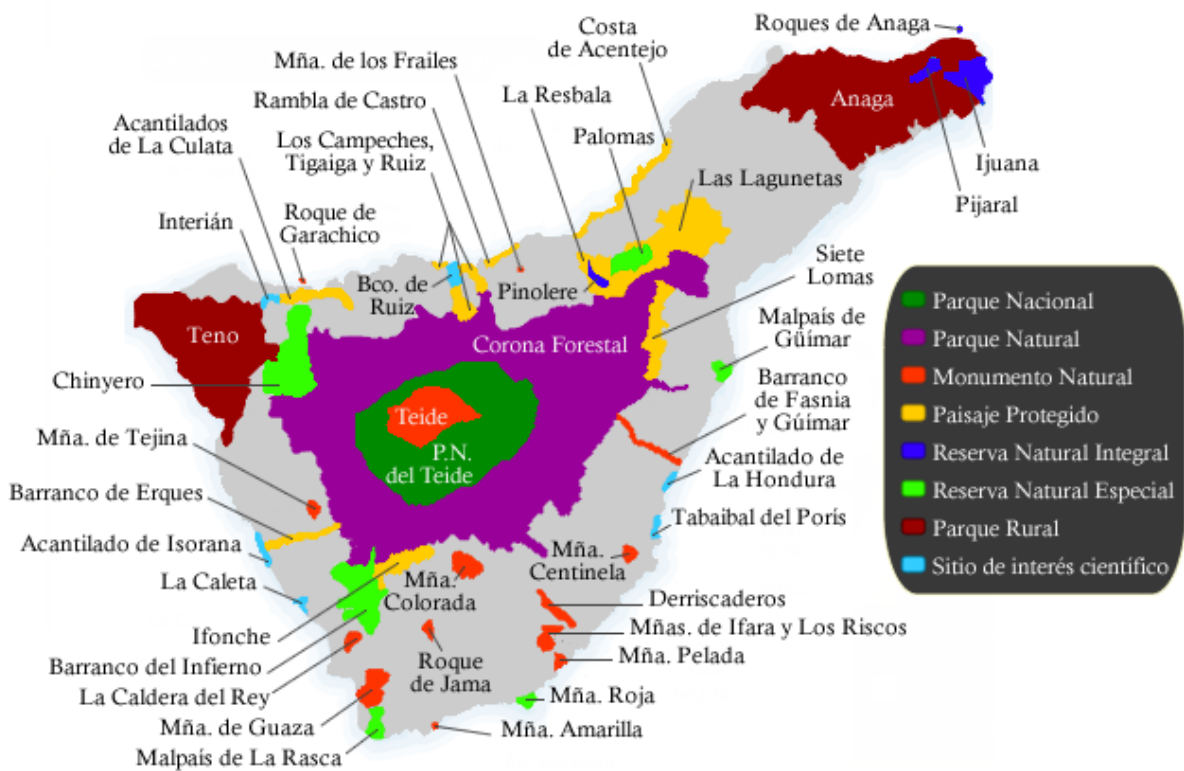 Roques de Anaga
Costa
de Acentejo
Mña. de los Frailes
La Resbala
Rambla de Castro
Anaga
Acantilados
de La Culata
Los Campeches,
Tigaiga y Ruiz
Palomas
Ijuana
Las Lagunetas
Pijaral
Interián
Roque de
Garachico
Siete
Lomas
Bco. de
Ruiz
Pinolere
Parque Nacional
Malpaís de
Güímar
Teno
Corona Forestal
Parque Natural
Chinyero
Monumento Natural
Barranco
de Fasnia
y Gúímar
Teide
Paisaje Protegido
Mña. de Tejina
P.N.
del Teide
Reserva Natural Integral
Acantilado de
La Hondura
Barranco de Erques
Reserva Natural Especial
Tabaibal del Porís
Parque Rural
Acantilado de Isorana
Mña.
Centinela
Sitio de interés científico
La Caleta
Mña.
Colorada
Derriscaderos
Ifonche
Mñas. de Ifara y Los Riscos
Barranco del Infierno
Roque
de Jama
Mña. Pelada
La Caldera del Rey
Mña. Roja
Mña. de Guaza
Mña. Amarilla
Malpaís de La Rasca